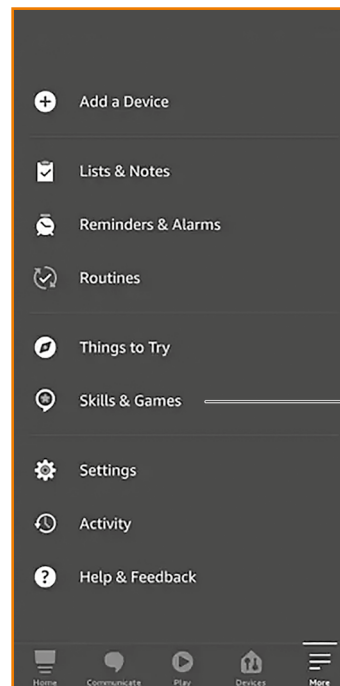 Add a Device
Lists & Notes
Reminders & Alarms
Routines
Things to Try
Skills & Games
Settings
Activity
Help & Feedback
Home Communicate Play Devices More